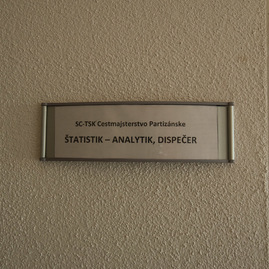 SC-TSK Cestmajsterstvo Partizánske
ŠTATISTIK – ANALYTIK, DISPEČER